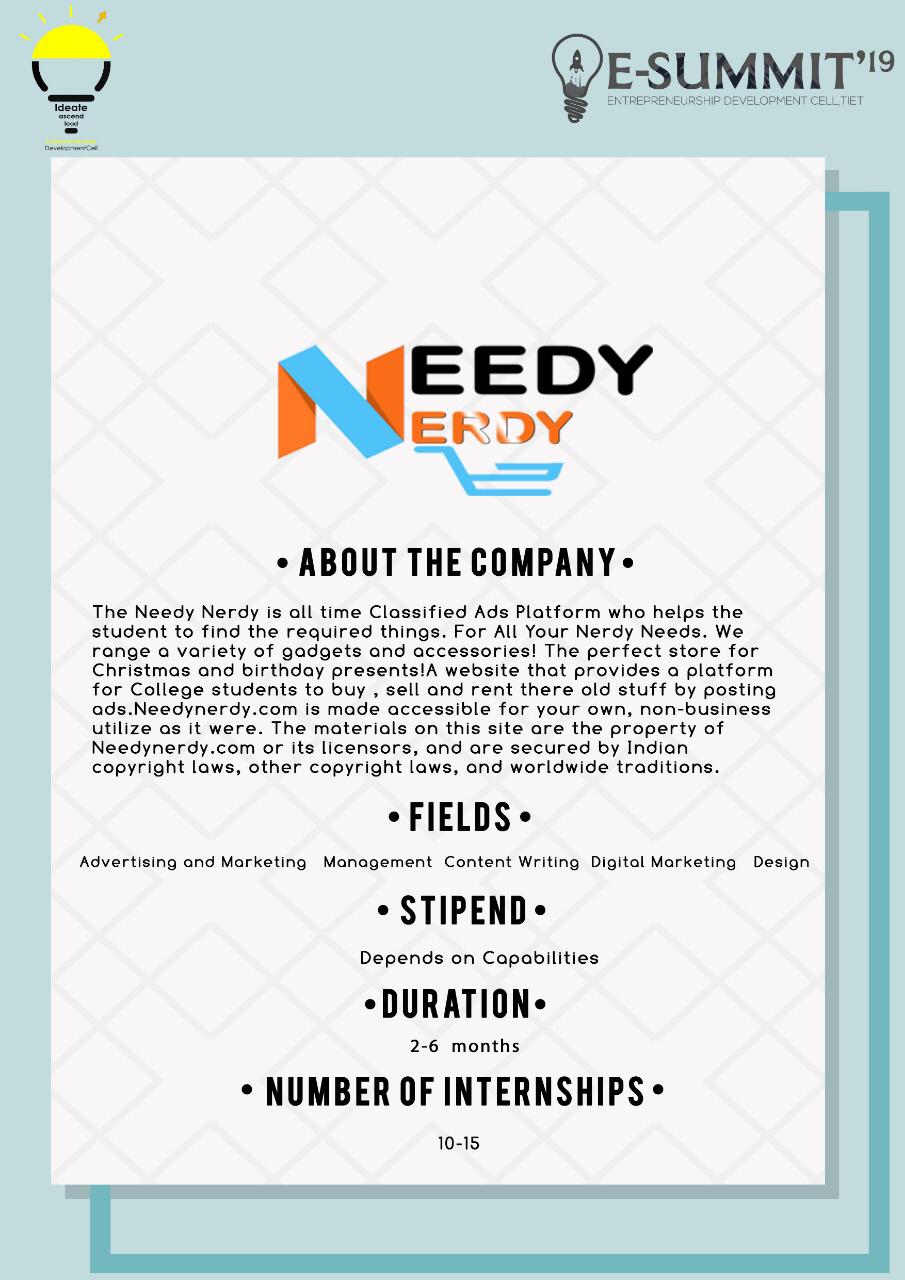 Ideate
ascend
lead
DevelopmentCell
E-SUMMIT'19
ENTREPRENEURSHIP DEVELOPMENT CELL,TIET
NEEDY
NERDY
• ABOUT THE COMPANY •
The Needy Nerdy is all time Classified Ads Platform who helps the
student to find the required things. For All Your Nerdy Needs. We
range a variety of gadgets and accessories! The perfect store for
Christmas and birthday presents!A website that provides a platform
for College students to buy , sell and rent there old stuff by posting
ads.Needynerdy.com is made accessible for your own, non-business
utilize as it were. The materials on this site are the property of
Needynerdy.com or its licensors, and are secured by Indian
copyright laws, other copyright laws, and worldwide traditions.
• FIELDS •
Advertising and Marketing Management Content Writing Digital Marketing Design
• STIPEND •
Depends on Capabilities
• DURATION •
2-6 months
• NUMBER OF INTERNSHIPS •
10-15